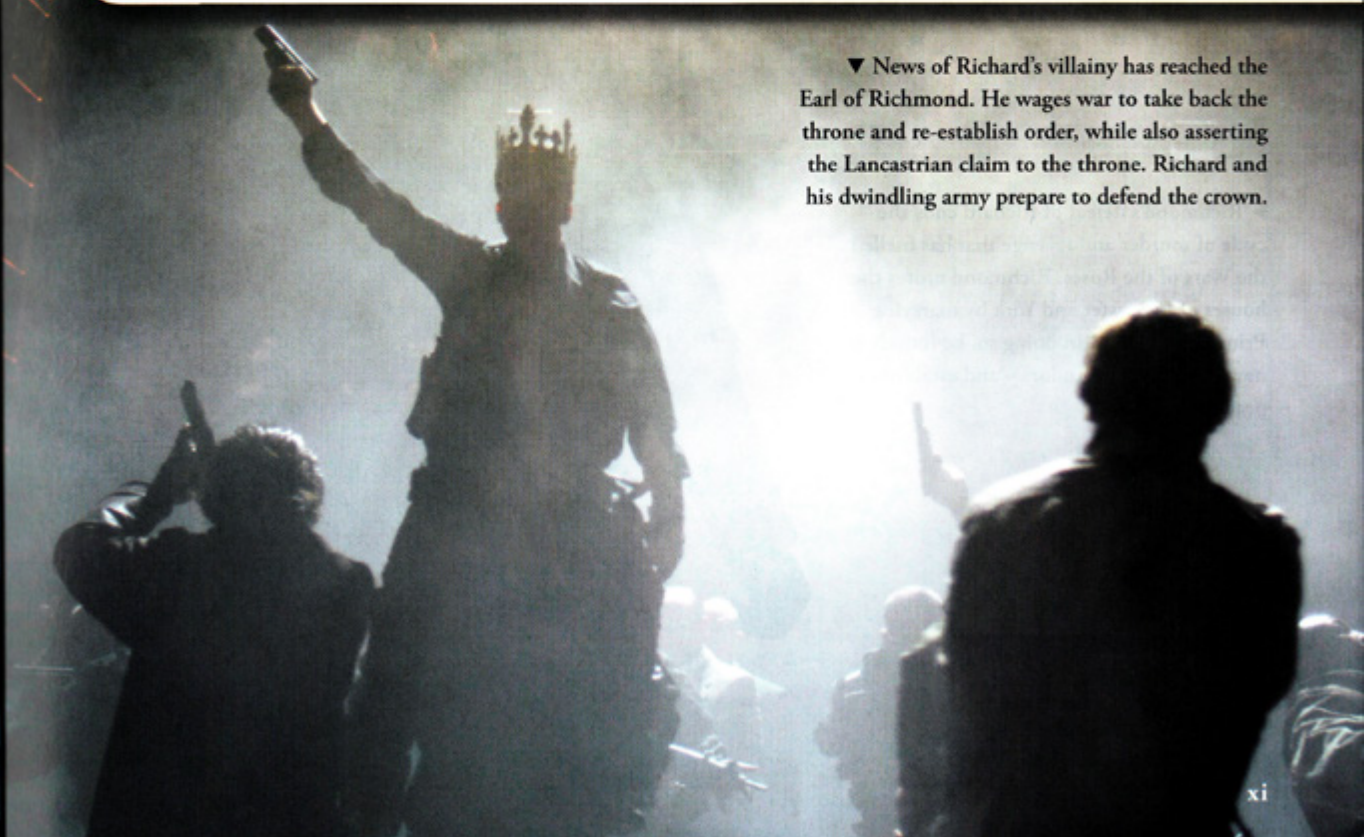 ▼ News of Richard's villainy has reached the
Earl of Richmond. He wages war to take back the
throne and re-establish order, while also asserting
the Lancastrian claim to the throne. Richard and
his dwindling army prepare to defend the crown.
xi